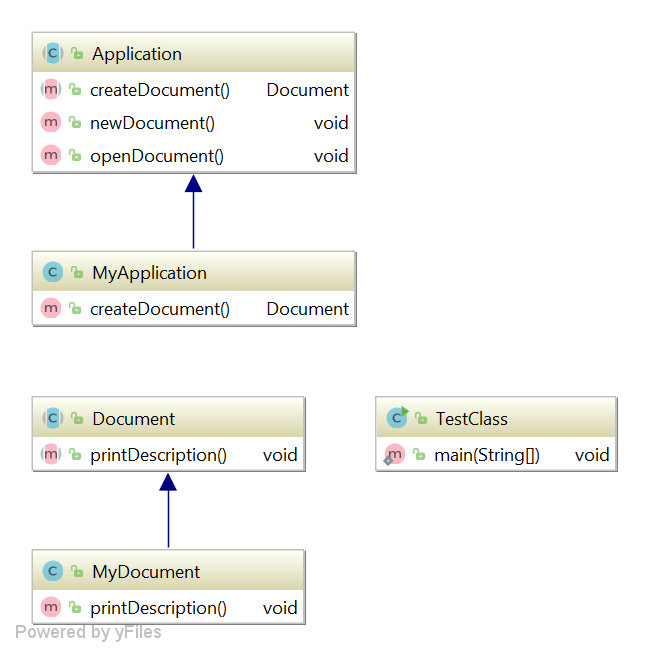 Application
createDocument() Document
newDocument() void
openDocument() void
MyApplication
createDocument() Document
Document
printDescription() void
TestClass
main(String[]) void
MyDocument
printDescription() void
Powered by yFiles